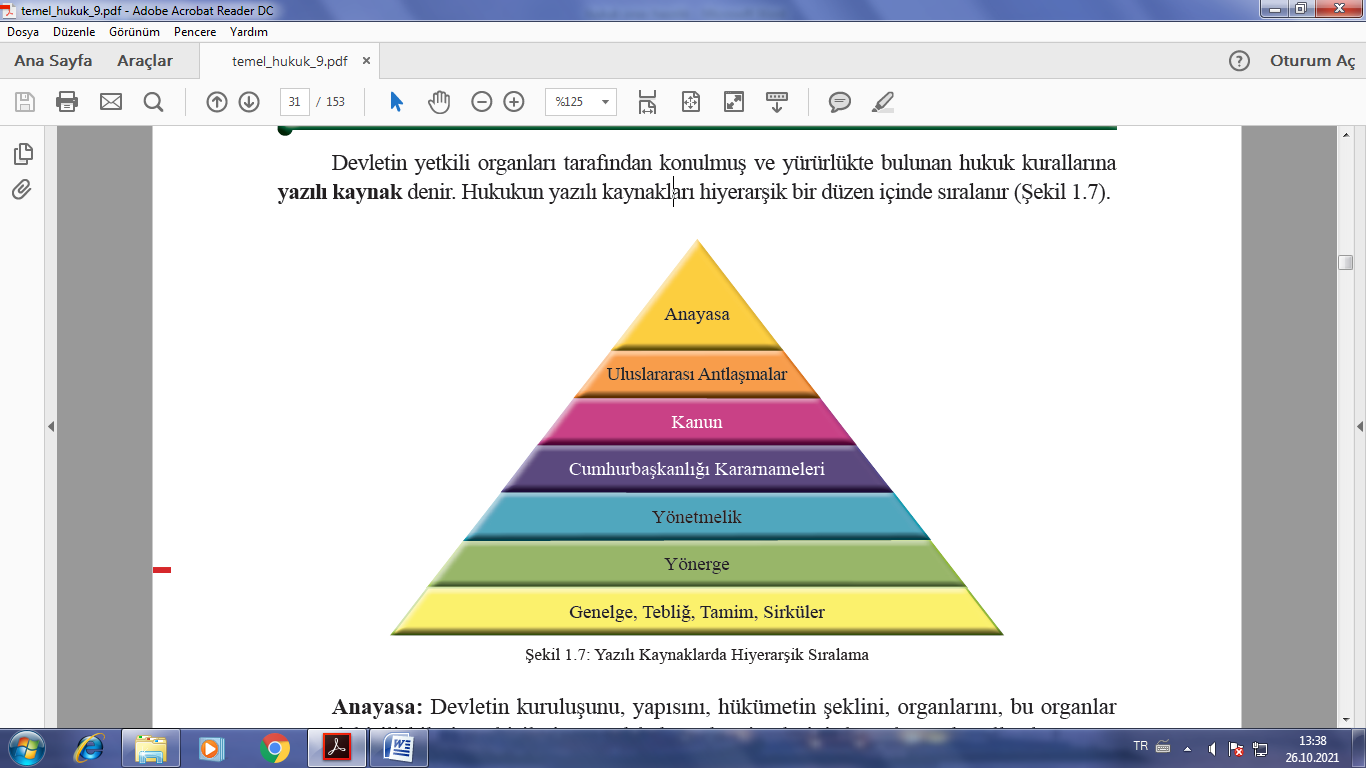 temel_hukuk_9.pdf - Adobe Acrobat Reader DC
Dosya Düzenle Görünüm Pencere Yardım
Ana Sayfa Araçlar temel_hukuk_9.pdf × ? Oturum Aç
31 / 153 %125
Devletin yetkili organları tarafından konulmuş ve yürürlükte bulunan hukuk kurallarına
yazılı kaynak denir. Hukukun yazılı kaynakları hiyerarşik bir düzen içinde sıralanır (Şekil 1.7).
Anayasa
Uluslararası Antlaşmalar
Kanun
Cumhurbaşkanlığı Kararnameleri
Yönetmelik
Yönerge
Genelge, Tebliğ, Tamim, Sirküler
Şekil 1.7: Yazılı Kaynaklarda Hiyerarşik Sıralama
Anayasa: Devletin kuruluşunu, yapısını, hükümetin şeklini, organlarını, bu organlar
TR 13:38
26.10.2021